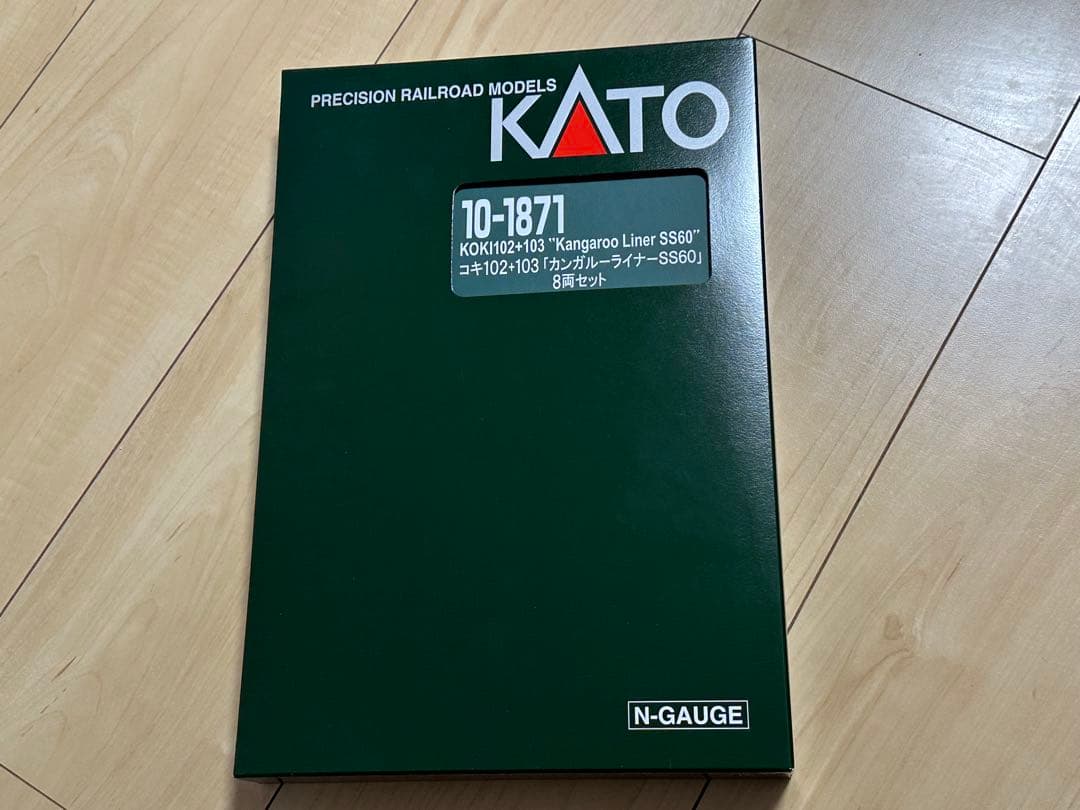 PRECISION RAILROAD MODELS
KATO
10-1871
KOKI102+103 "Kangaroo Liner SS60"
コキ102+103「カンガルーライナーSS60」
8両セット
N-GAUGE